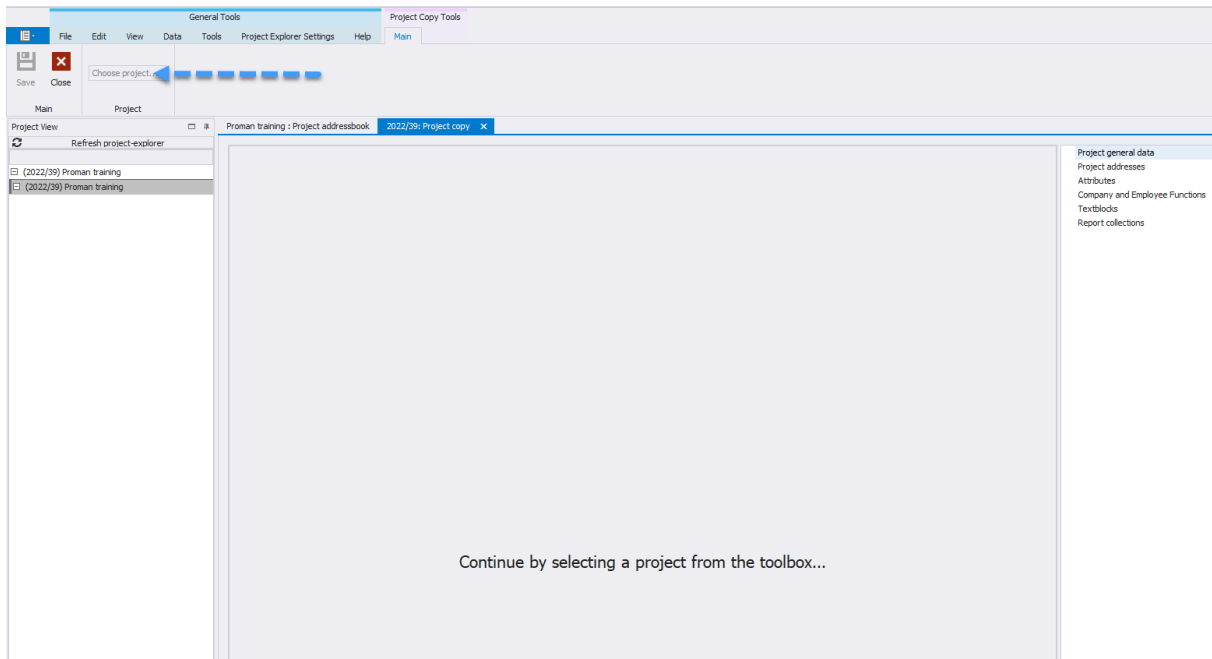 General Tools Project Copy Tools
File Edit View Data Tools Project Explorer Settings Help Main
Choose project...
Save Close
Main Project
Project View
Proman training : Project addressbook 2022/39: Project copy
Refresh project-explorer
(2022/39) Proman training
(2022/39) Proman training
Continue by selecting a project from the toolbox...
Project general data
Project addresses
Attributes
Company and Employee Functions
Textblocks
Report collections